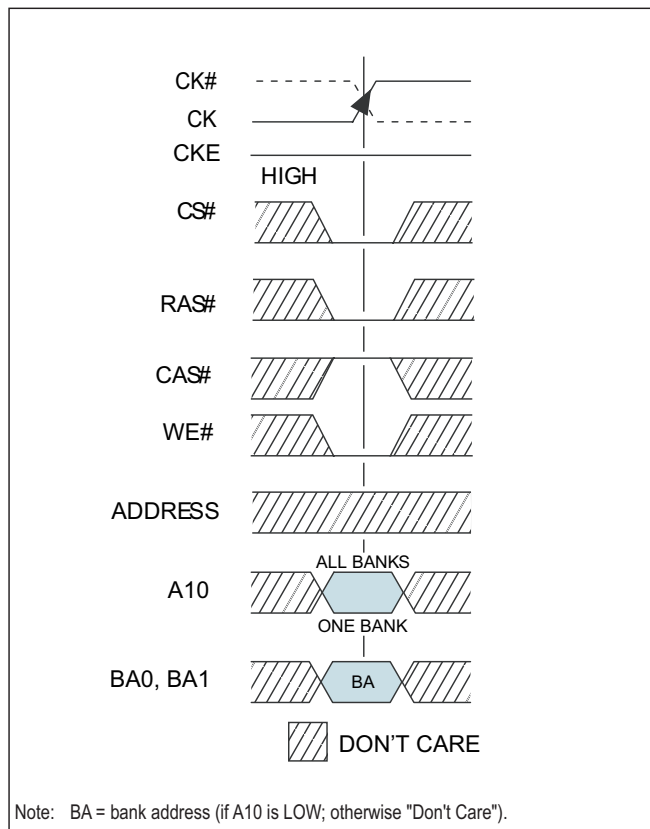 CK#
CK
CKE
HIGH
CS#
RAS#
CAS#
WE#
ADDRESS
ALL BANKS
A10
ONE BANK
BA0, BA1
BA
DON'T CARE
Note: BA = bank address (if A10 is LOW; otherwise "Don't Care").